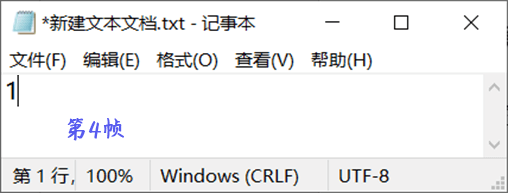 *新建文本文档.txt - 记事本
文件(F) 编辑(E) 格式(O) 查看(V) 帮助(H)
1
第4帧
第 1 行, 100% Windows (CRLF) UTF-8